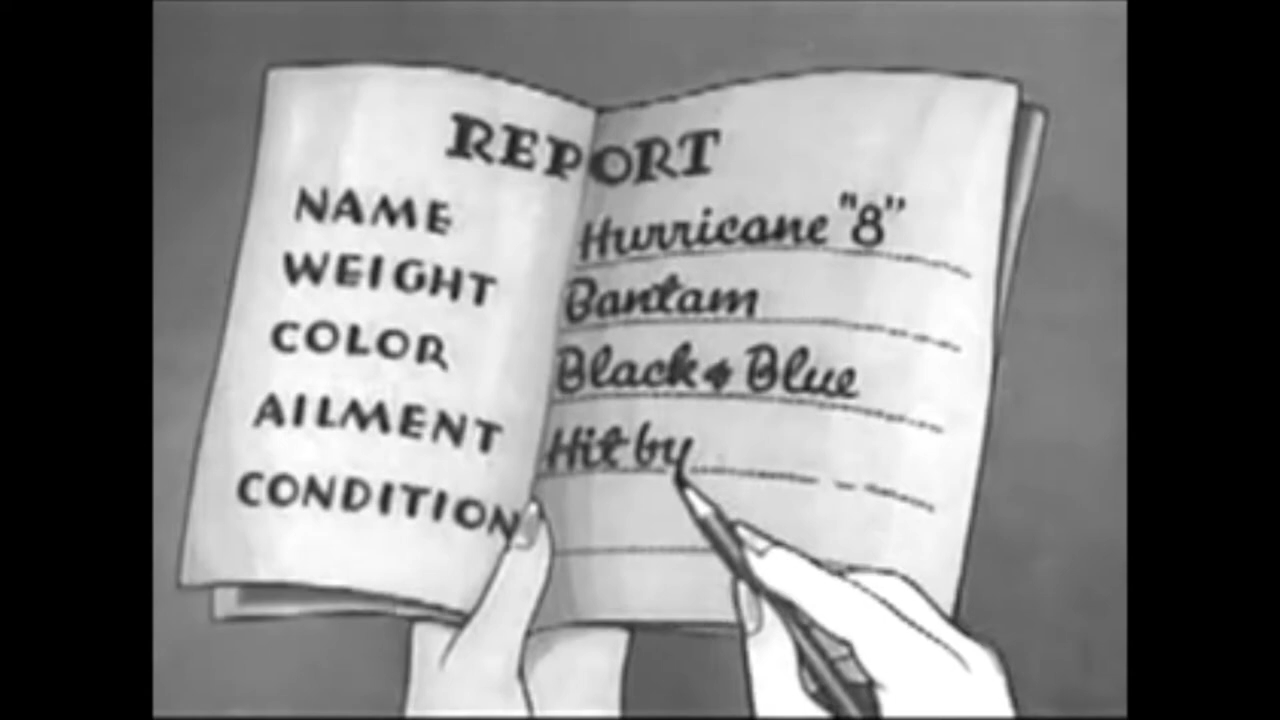 REPORT
NAME Hurricane "8"
WEIGHT Bantam
COLOR Black & Blue
AILMENT Hit by
CONDITION